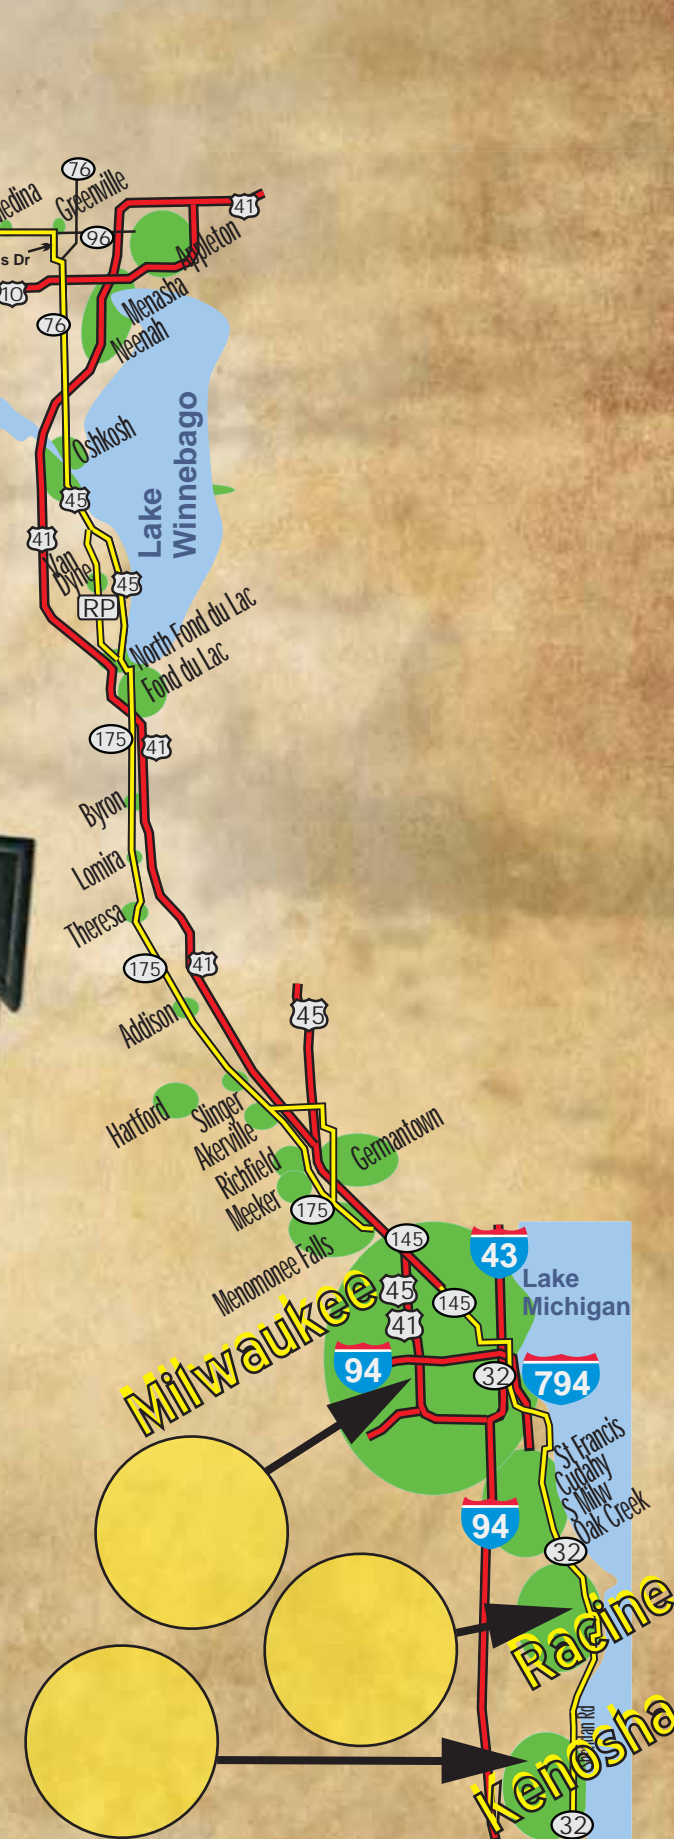 76
edina
Greenville
41
96
Appleton
s Dr
10
Menasha
76
Neenah
Oshkosh
Lake
Winnebago
45
41
Van
Dyne
45
RP
North Fond du Lac
Fond du Lac
175
41
Byron
Lomira
Theresa
175
41
Addison
45
Hartford
Slinger
Akerville
Germantown
Richfield
Meeker
175
Menomonee Falls
145
43
Lake
Michigan
45
145
41
Milwaukee
94
32
794
St Francis
Cudahy
S Milw
Oak Creek
94
32
Racine
Rd
Kenosha
32